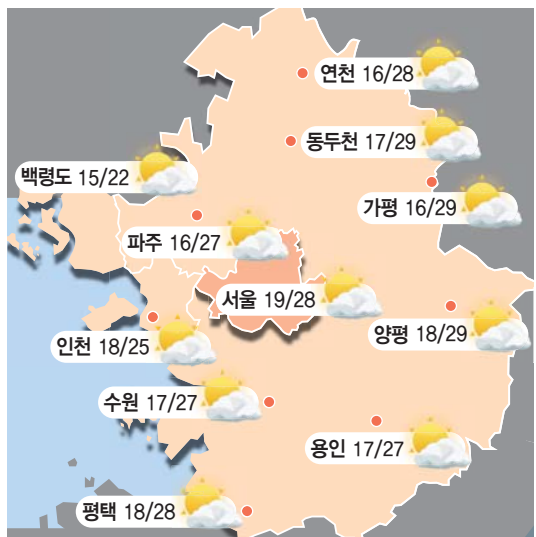 연천 16/28
동두천 17/29
백령도 15/22
가평 16/29
파주 16/27
서울 19/28
인천 18/25
양평 18/29
수원 17/27
용인 17/27
평택 18/28